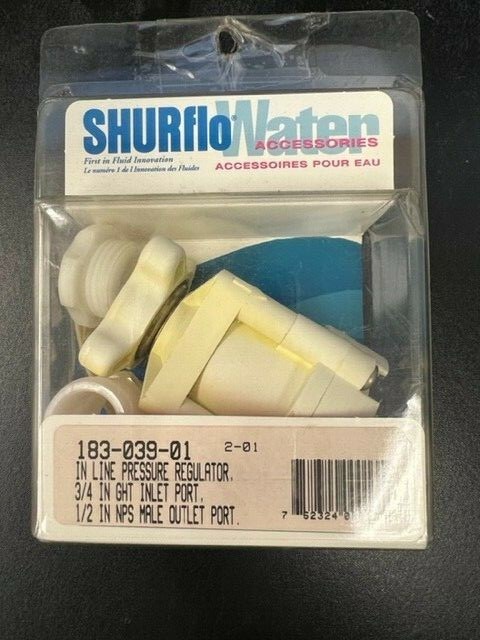 SHURflo® Water
ACCESSORIES
First in Fluid Innovation
Le numéro 1 de l'Innovation des Fluides
ACCESSOIRES POUR EAU
183-039-01 2-01
IN LINE PRESSURE REGULATOR,
3/4 IN GHT INLET PORT,
1/2 IN NPS MALE OUTLET PORT.
7 62324